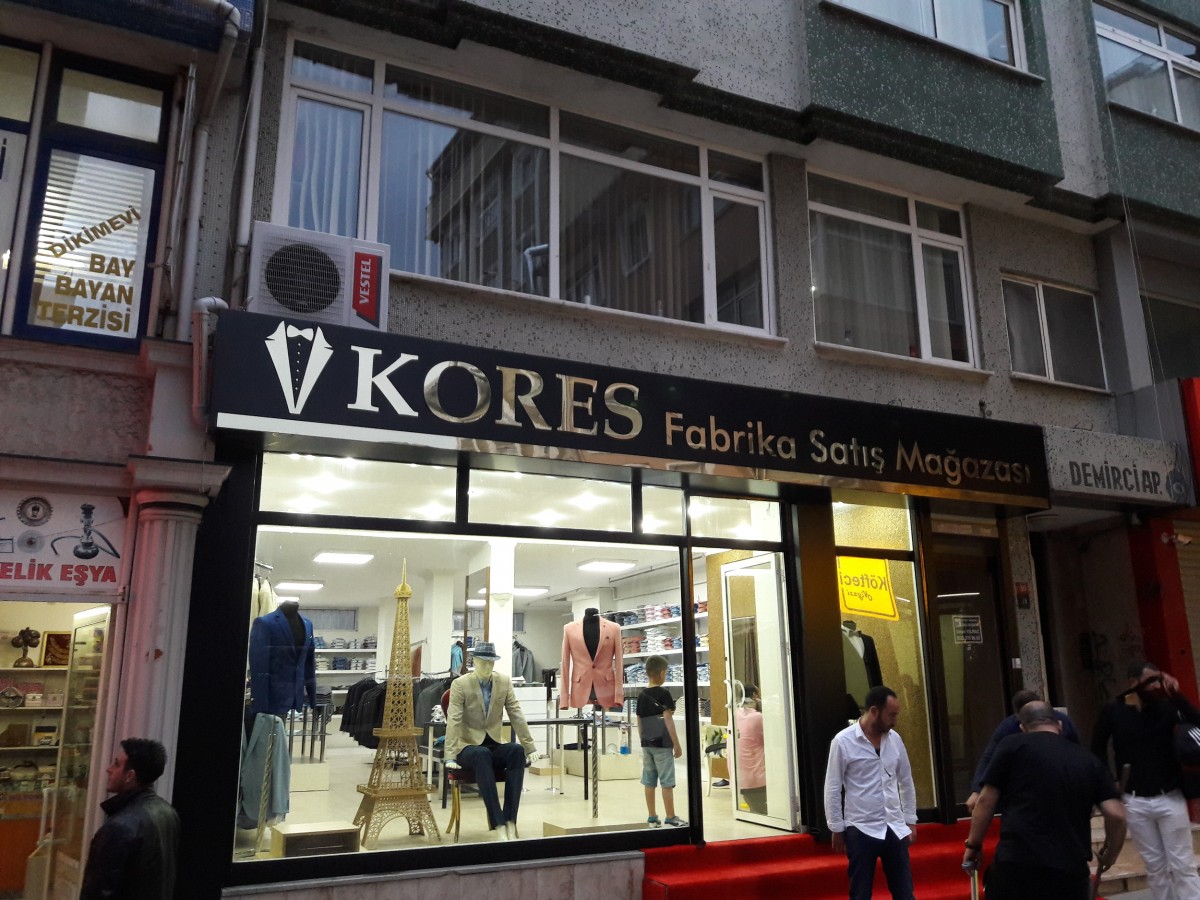 DİKİMEVİ
BAY
BAYAN
TERZİSİ
VESTEL
KORES Fabrika Satış Mağazası
DEMİRCİ AP.
ELİK EŞYA
Köfteci